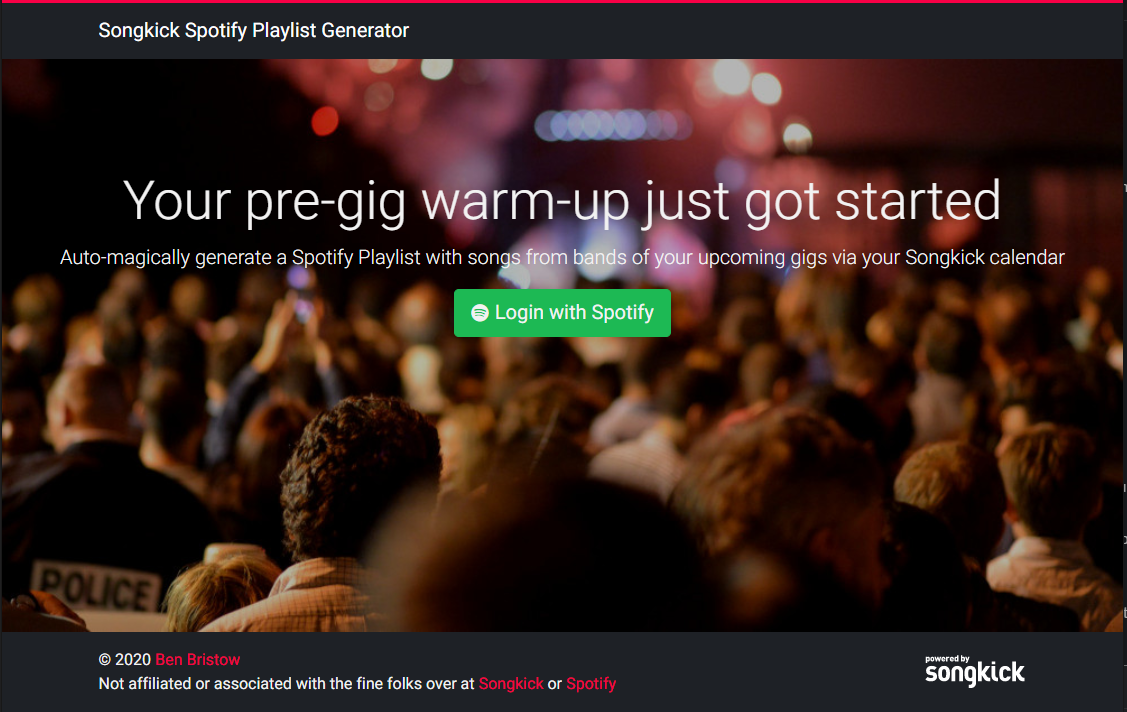 Songkick Spotify Playlist Generator
Your pre-gig warm-up just got started
Auto-magically generate a Spotify Playlist with songs from bands of your upcoming gigs via your Songkick calendar
Login with Spotify
POLICE
© 2020 Ben Bristow
Not affiliated or associated with the fine folks over at Songkick or Spotify
powered by
songkick